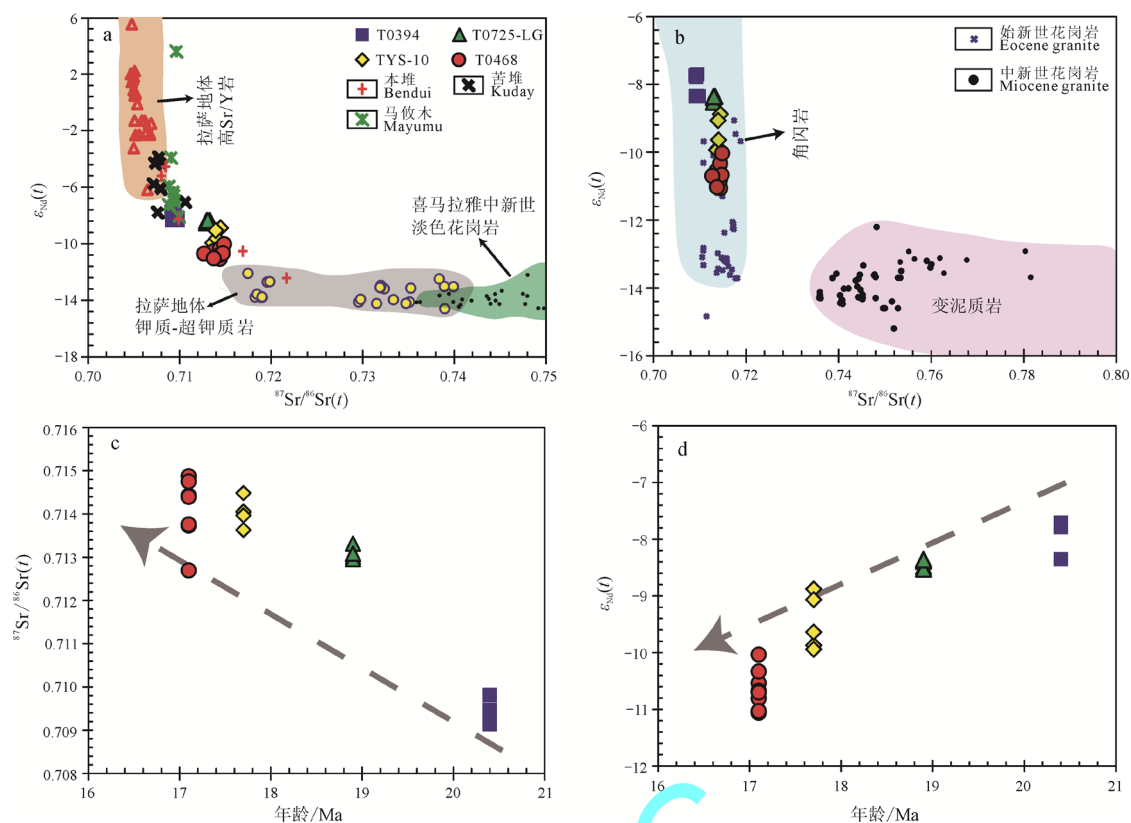 a
T0394
T0725-LG
TYS-10
T0468
本堆
Bendui
苦堆
Kuday
马攸木
Mayumu
拉萨地体
高Sr/Y岩
喜马拉雅中新世
淡色花岗岩
拉萨地体
钾质-超钾质岩
6
2
−2
−6
−10
−14
−18
εNd(t)
0.70
0.71
0.72
0.73
0.74
0.75
87Sr/86Sr(t)
b
始新世花岗岩
Eocene granite
中新世花岗岩
Miocene granite
角闪岩
变泥质岩
−6
−8
−10
−12
−14
−16
εNd(t)
0.70
0.72
0.74
0.76
0.78
0.80
87Sr/86Sr(t)
c
0.716
0.715
0.714
0.713
0.712
0.711
0.710
0.709
0.708
87Sr/86Sr(t)
16
17
18
19
20
21
年龄/Ma
d
−6
−7
−8
−9
−10
−11
−12
εNd(t)
16
17
18
19
20
21
年龄/Ma